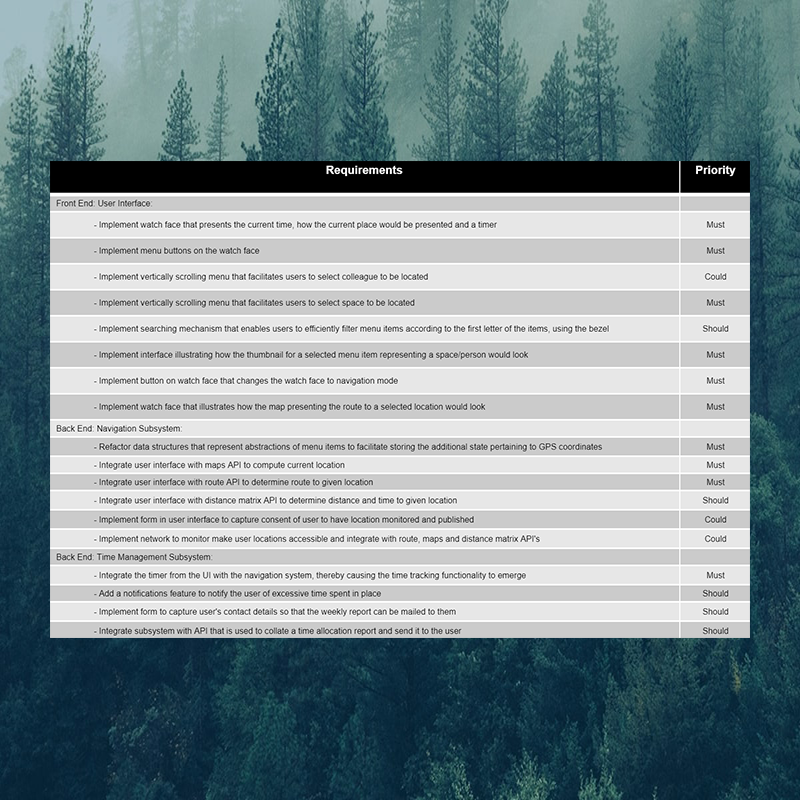 Requirements Priority
Front End: User Interface:
- Implement watch face that presents the current time, how the current place would be presented and a timer Must
- Implement menu buttons on the watch face Must
- Implement vertically scrolling menu that facilitates users to select colleague to be located Could
- Implement vertically scrolling menu that facilitates users to select space to be located Must
- Implement searching mechanism that enables users to efficiently filter menu items according to the first letter of the items, using the bezel Should
- Implement interface illustrating how the thumbnail for a selected menu item representing a space/person would look Must
- Implement button on watch face that changes the watch face to navigation mode Must
- Implement watch face that illustrates how the map presenting the route to a selected location would look Must
Back End: Navigation Subsystem:
- Refactor data structures that represent abstractions of menu items to facilitate storing the additional state pertaining to GPS coordinates Must
- Integrate user interface with maps API to compute current location Must
- Integrate user interface with route API to determine route to given location Must
- Integrate user interface with distance matrix API to determine distance and time to given location Should
- Implement form in user interface to capture consent of user to have location monitored and published Could
- Implement network to monitor make user locations accessible and integrate with route, maps and distance matrix API's Could
Back End: Time Management Subsystem:
- Integrate the timer from the UI with the navigation system, thereby causing the time tracking functionality to emerge Must
- Add a notifications feature to notify the user of excessive time spent in place Should
- Implement form to capture user's contact details so that the weekly report can be mailed to them Should
- Integrate subsystem with API that is used to collate a time allocation report and send it to the user Should